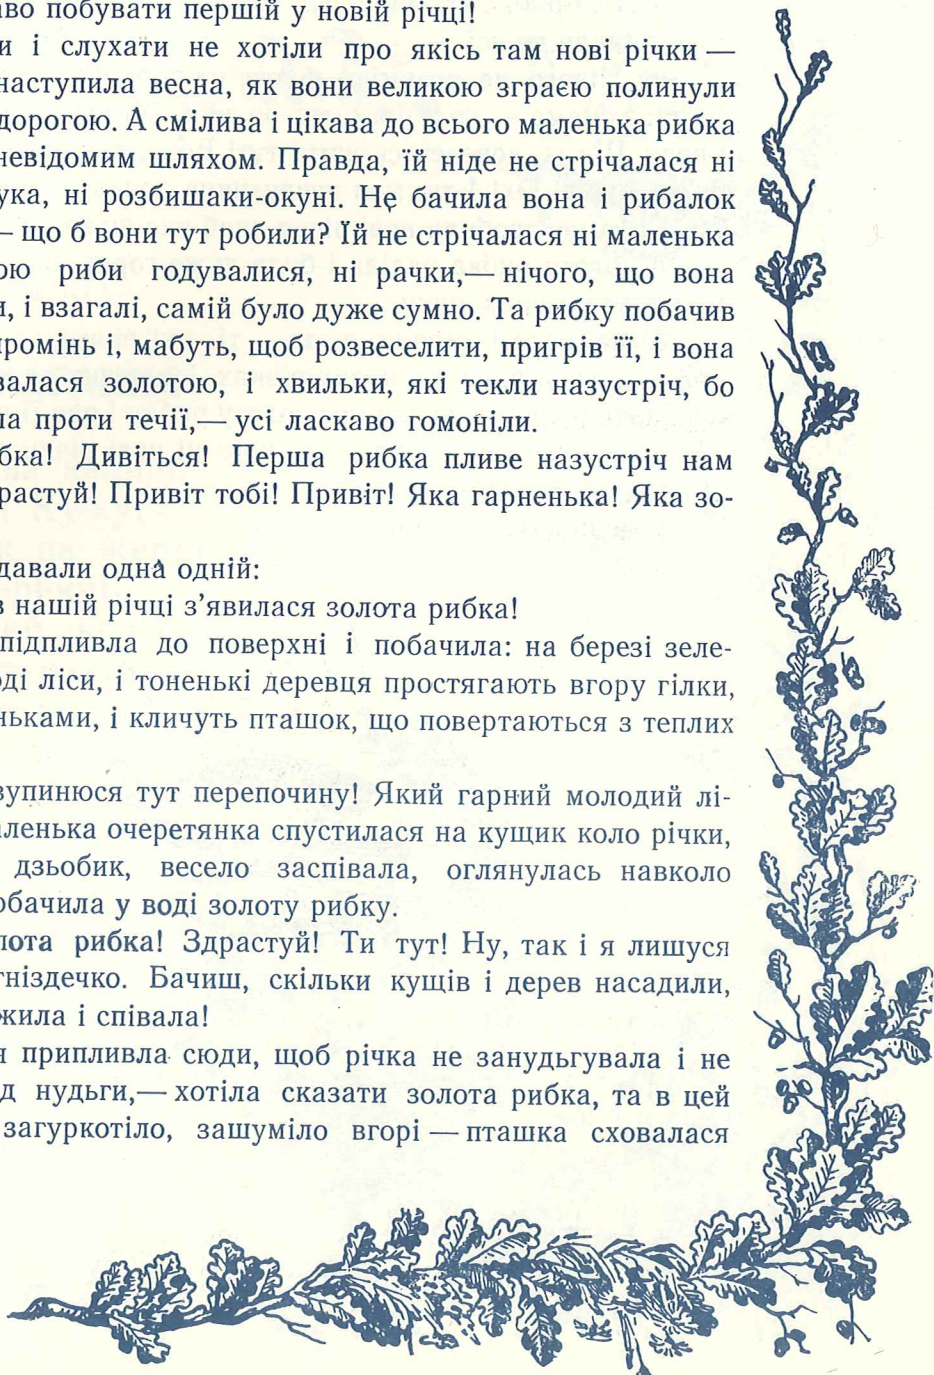 аво побувати першій у новій річці!
и і слухати не хотіли про якісь там нові річки —
наступила весна, як вони великою зграєю полинули
дорогою. А смілива і цікава до всього маленька рибка
невідомим шляхом. Правда, їй ніде не стрічалася ні
ука, ні розбишаки-окуні. Не бачила вона і рибалок
— що б вони тут робили? Їй не стрічалася ні маленька
ою риби годувалися, ні рачки,— нічого, що вона
и, і взагалі, самій було дуже сумно. Та рибку побачив
промінь і, мабуть, щоб розвеселити, пригрів її, і вона
валася золотою, і хвильки, які текли назустріч, бо
ла проти течії,— усі ласкаво гомоніли.
бка! Дивіться! Перша рибка пливе назустріч нам
растуй! Привіт тобі! Привіт! Яка гарненька! Яка зо-
давали одна одній:
в нашій річці з’явилася золота рибка!
підпливла до поверхні і побачила: на березі зеле-
ді ліси, і тоненькі деревця простягають вгору гілки,
ньками, і кличуть пташок, що повертаються з теплих
зупинюся тут перепочину! Який гарний молодий лі-
аленька очеретянка спустилася на кущик коло річки,
дзьобик, весело заспівала, оглянулась навколо
обачила у воді золоту рибку.
лота рибка! Здрастуй! Ти тут! Ну, так і я лишуся
гніздечко. Бачиш, скільки кущів і дерев насадили,
жила і співала!
я припливла сюди, щоб річка не занудьгувала і не
д нудьги,— хотіла сказати золота рибка, та в цей
загуркотіло, зашуміло вгорі — пташка сховалася